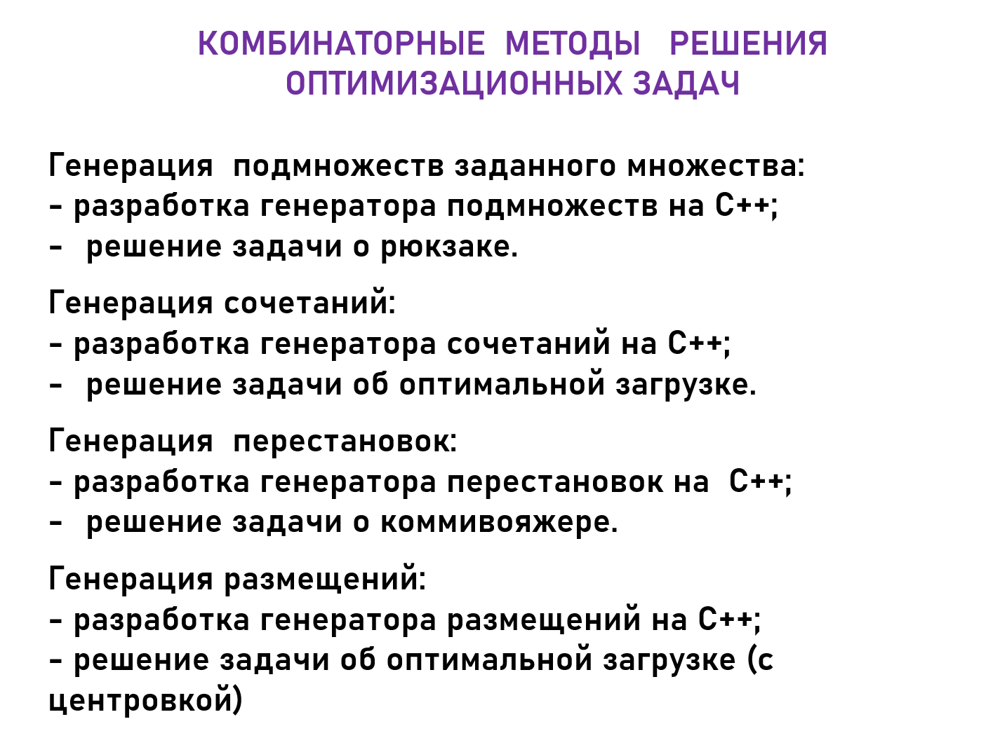 КОМБИНАТОРНЫЕ МЕТОДЫ РЕШЕНИЯ
ОПТИМИЗАЦИОННЫХ ЗАДАЧ
Генерация подмножеств заданного множества:
- разработка генератора подмножеств на С++;
- решение задачи о рюкзаке.
Генерация сочетаний:
- разработка генератора сочетаний на С++;
- решение задачи об оптимальной загрузке.
Генерация перестановок:
- разработка генератора перестановок на С++;
- решение задачи о коммивояжере.
Генерация размещений:
- разработка генератора размещений на С++;
- решение задачи об оптимальной загрузке (с
центровкой)